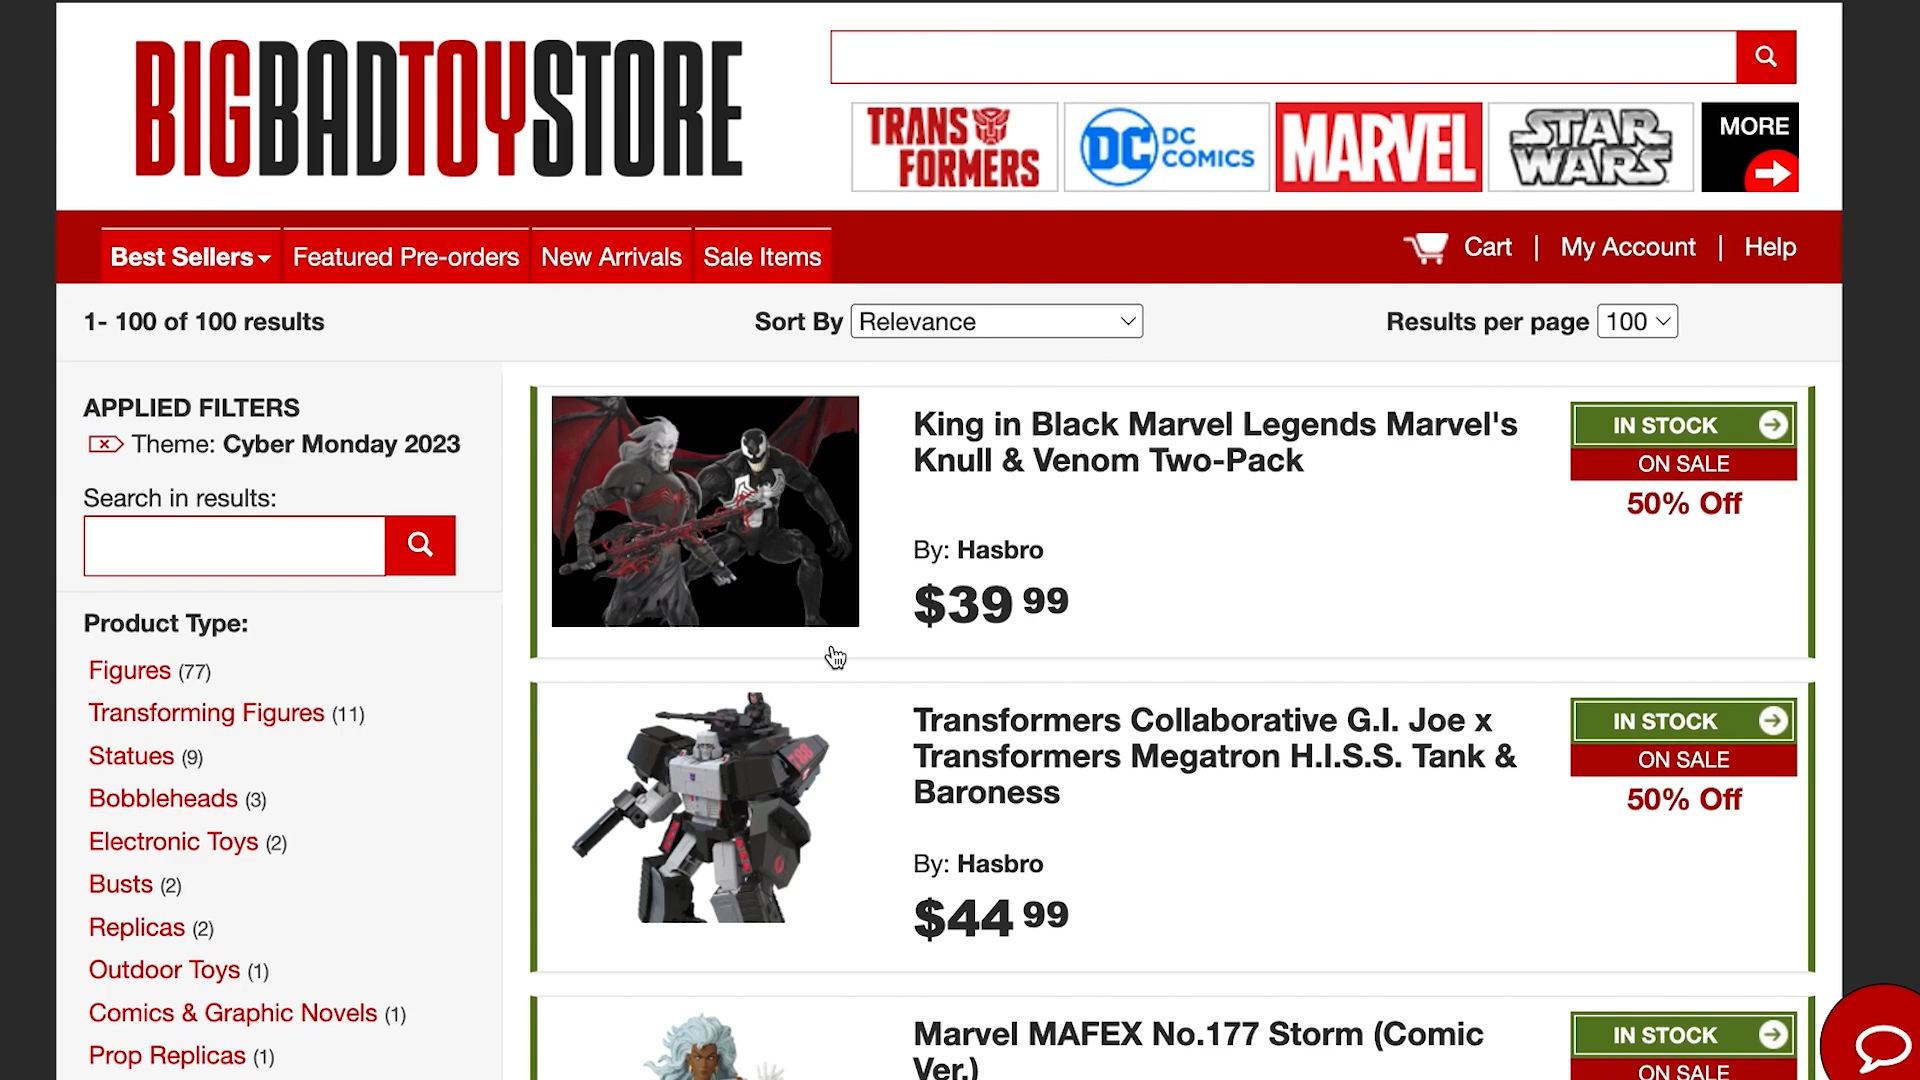 BIGBADTOYSTORE
TRANS
FORMERS
DC
DC
COMICS
MARVEL
STAR
WARS
MORE
Best Sellers
Featured Pre-orders
New Arrivals
Sale Items
Cart | My Account | Help
1- 100 of 100 results
Sort By Relevance
Results per page 100
APPLIED FILTERS
Theme: Cyber Monday 2023
Search in results:
Product Type:
Figures (77)
Transforming Figures (11)
Statues (9)
Bobbleheads (3)
Electronic Toys (2)
Busts (2)
Replicas (2)
Outdoor Toys (1)
Comics & Graphic Novels (1)
Prop Replicas (1)
King in Black Marvel Legends Marvel's
Knull & Venom Two-Pack
By: Hasbro
$39 99
IN STOCK
ON SALE
50% Off
Transformers Collaborative G.I. Joe x
Transformers Megatron H.I.S.S. Tank &
Baroness
By: Hasbro
$44 99
IN STOCK
ON SALE
50% Off
Marvel MAFEX No.177 Storm (Comic
Ver.)
IN STOCK
ON SALE